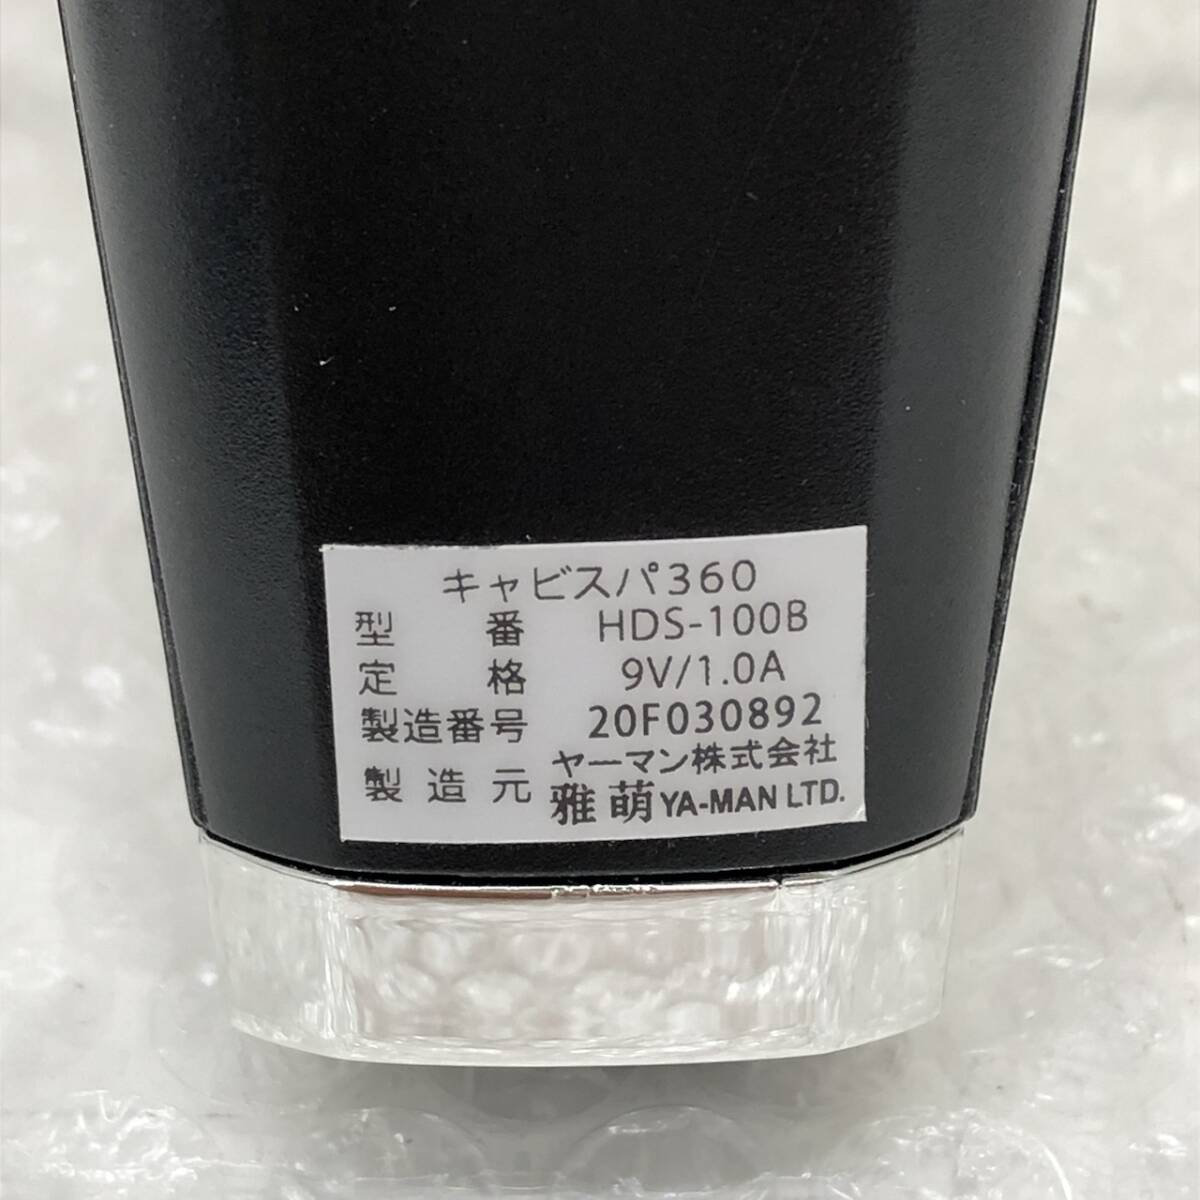 キャビスパ360
型番 HDS-100B
定格 9V/1.0A
製造番号 20F030892
製造元 ヤーマン株式会社
雅萌 YA-MAN LTD.